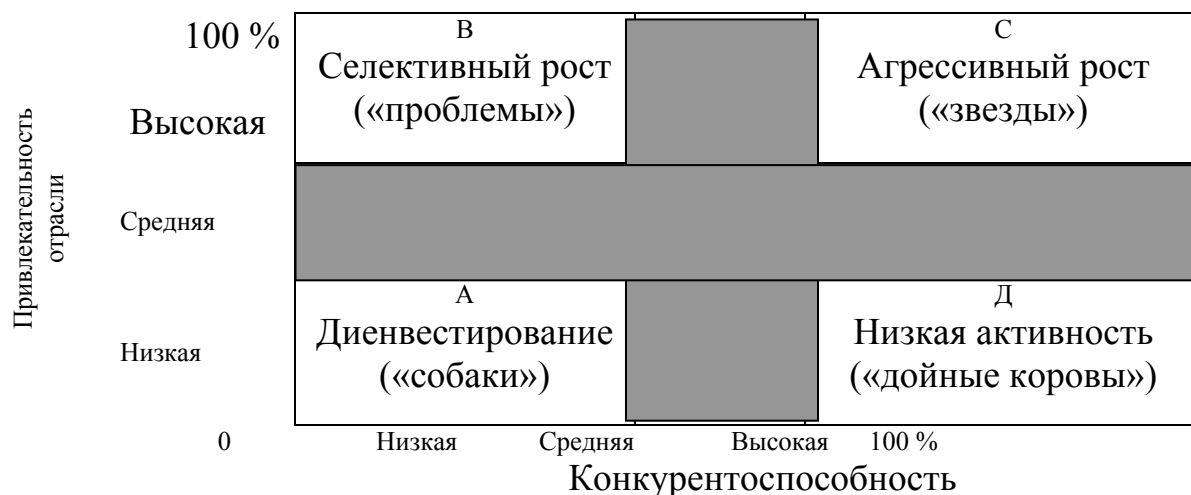 100 %
В
Селективный рост
(«проблемы»)
С
Агрессивный рост
(«звезды»)
Привлекательность
отрасли
Высокая
Средняя
Низкая
А
Диенвестирование
(«собаки»)
Д
Низкая активность
(«дойные коровы»)
0 Низкая Средняя Высокая 100 %
Конкурентоспособность